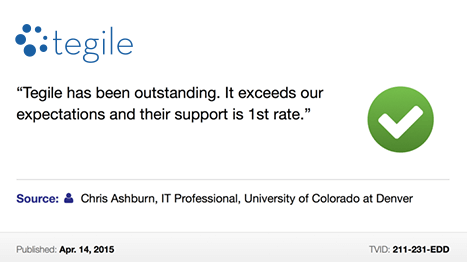 tegile
“Tegile has been outstanding. It exceeds our
expectations and their support is 1st rate.”
Source: Chris Ashburn, IT Professional, University of Colorado at Denver
Published: Apr. 14, 2015
TVID: 211-231-EDD